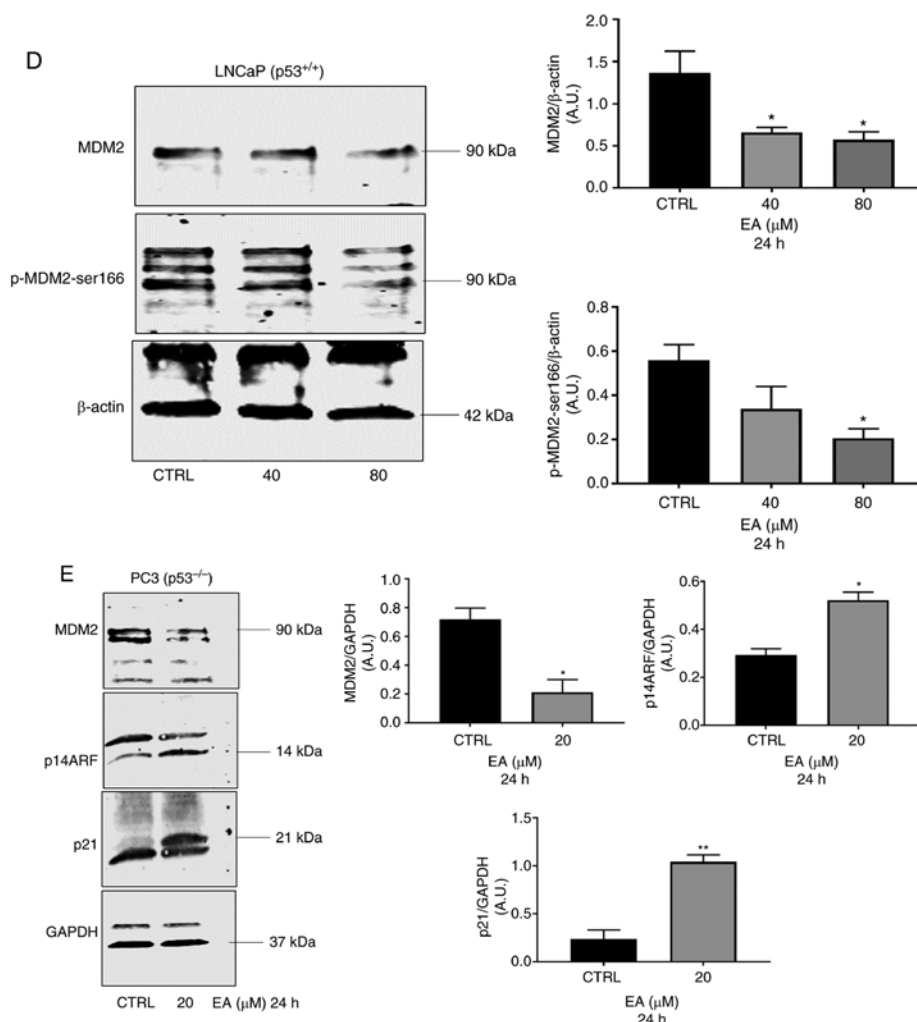 D
LNCaP (p53+/+)
MDM2
90 kDa
p-MDM2-ser166
90 kDa
β-actin
42 kDa
CTRL 40 80
MDM2/β-actin
(A.U.)
2.0
1.5
1.0
0.5
0.0
* *
CTRL 40 80
EA (μM)
24 h
p-MDM2-ser166/β-actin
(A.U.)
0.6
0.4
0.2
0.0
*
CTRL 40 80
EA (μM)
24 h
E
PC3 (p53–/–)
MDM2
90 kDa
p14ARF
14 kDa
p21
21 kDa
GAPDH
37 kDa
CTRL 20 EA (μM) 24 h
MDM2/GAPDH
(A.U.)
1.0
0.8
0.6
0.4
0.2
0.0
*
CTRL 20
EA (μM)
24 h
p14ARF/GAPDH
(A.U.)
0.6
0.4
0.2
0.0
*
CTRL 20
EA (μM)
24 h
p21/GAPDH
(A.U.)
1.5
1.0
0.5
0.0
**
CTRL 20
EA (μM)
24 h